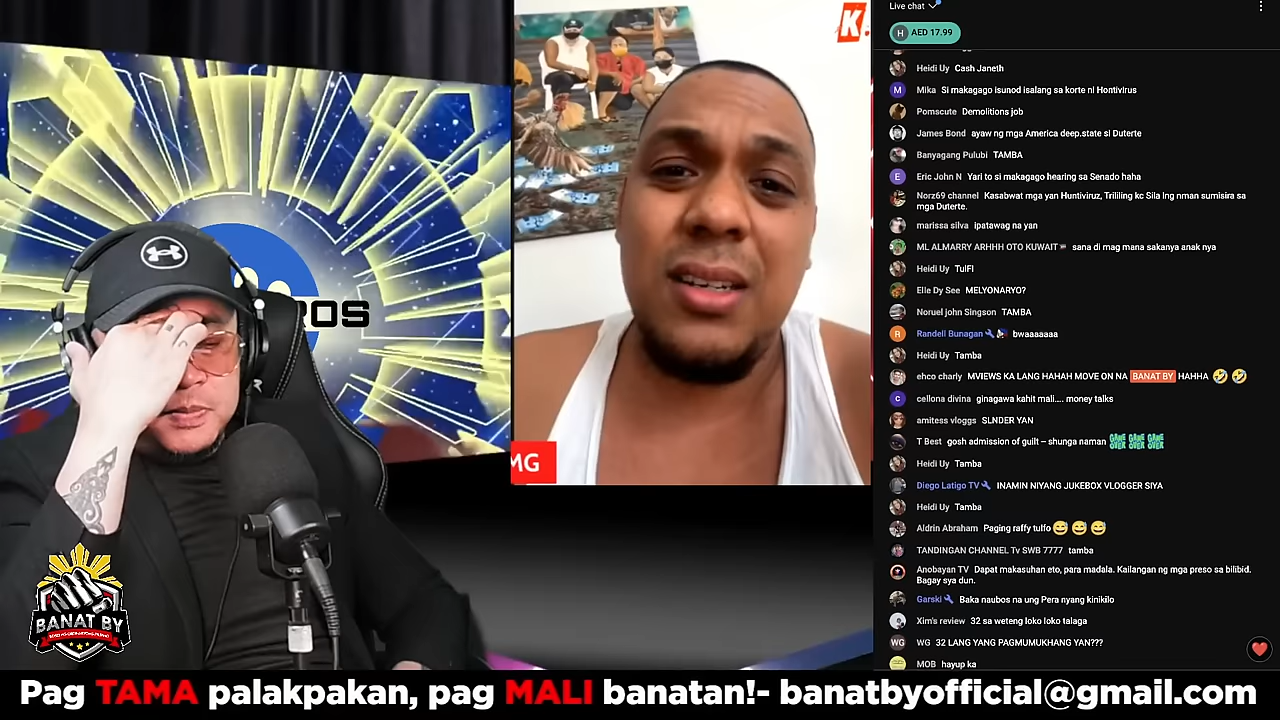 Live chat
H AED 17.99
Heidi Uy Cash Janeth
M Mika Si makagago isunod isalang sa korte ni Hontivirus
Pomscute Demolitions job
James Bond ayaw ng mga America deep.state si Duterte
Banyagang Pulubi TAMBA
E Eric John N Yari to si makagago hearing sa Senado haha
Norz69 channel Kasabwat mga yan Huntiviruz, Trililing kc Sila lng nman sumisira sa
mga Duterte.
marissa silva ipatawag na yan
ML ALMARRY ARHHH OTO KUWAIT sana di mag mana sakanya anak nya
Heidi Uy TulFI
Elle Dy See MELYONARYO?
Noruel john Singson TAMBA
R Randell Bunagan bwaaaaaaa
Heidi Uy Tamba
ehco charly MVIEWS KA LANG HAHAH MOVE ON NA BANAT BY HAHHA 🤣 🤣
C cellona divina ginagawa kahit mali.... money talks
amitess vloggs SLNDER YAN
T Best gosh admission of guilt – shunga naman GAME OVER GAME OVER GAME OVER
Heidi Uy Tamba
Diego Latigo TV INAMIN NIYANG JUKEBOX VLOGGER SIYA
Heidi Uy Tamba
Aldrin Abraham Paging raffy tulfo 😅 😅 😅
TANDINGAN CHANNEL Tv SWB 7777 tamba
Anobayan TV Dapat makasuhan eto, para madala. Kailangan ng mga preso sa bilibid.
Bagay sya dun.
Garski Baka naubos na ung Pera nyang kinikilo
Xim's review 32 sa weteng loko loko talaga
WG WG 32 LANG YANG PAGMUMUKHANG YAN???
MOB hayup ka
K.
ROS
MG
BANAT BY
Pag TAMA palakpakan, pag MALI banatan!- banatbyofficial@gmail.com